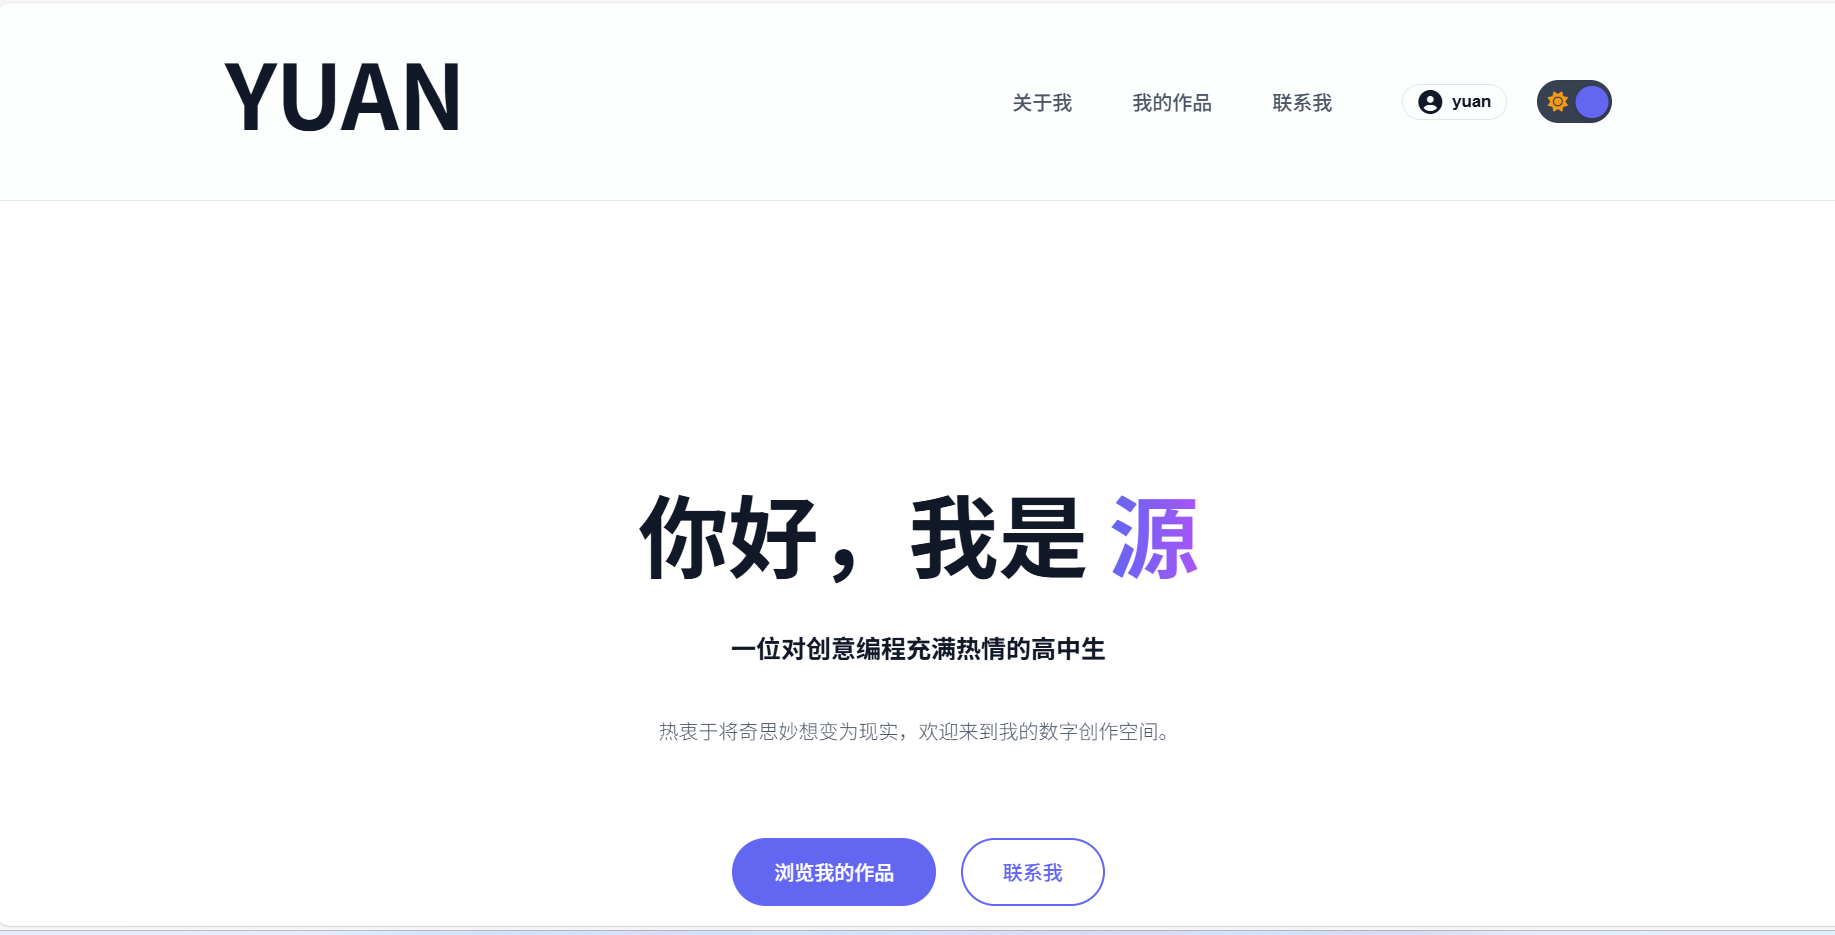 YUAN
关于我 我的作品 联系我 yuan
你好，我是 源
一位对创意编程充满热情的高中生
热衷于将奇思妙想变为现实，欢迎来到我的数字创作空间。
浏览我的作品 联系我